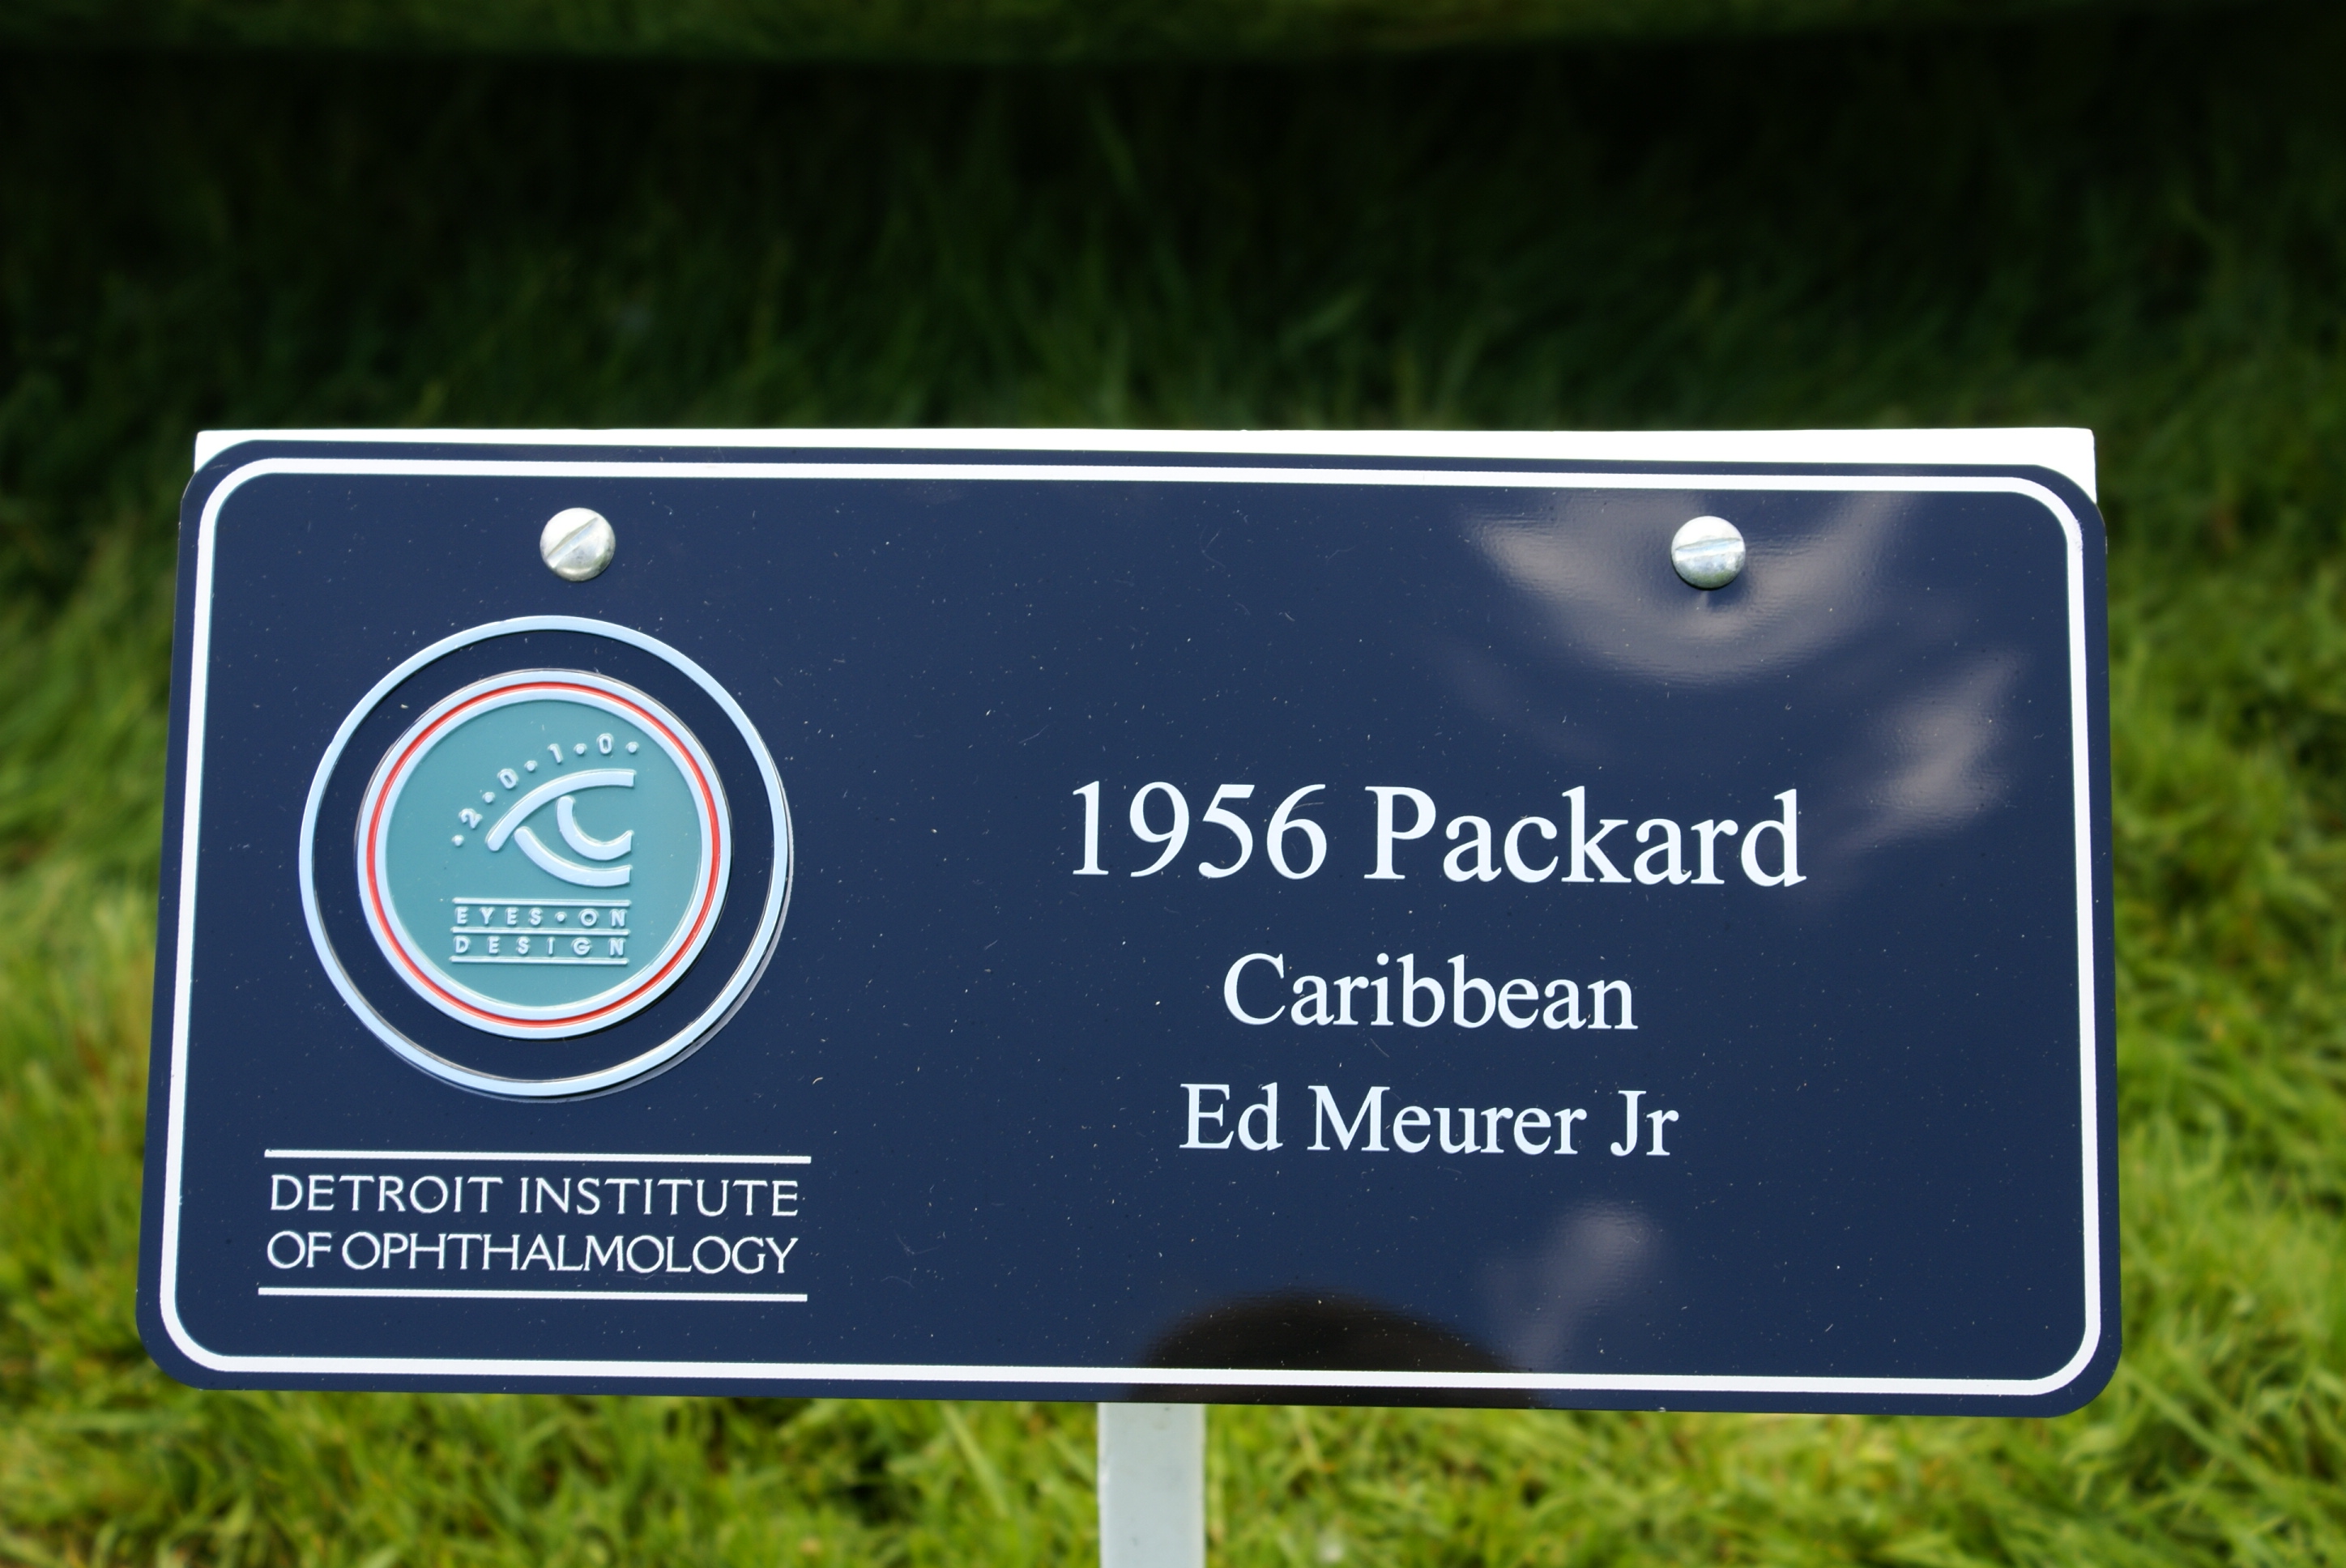 ·2·0·1·0·
EYES·ON
DESIGN
DETROIT INSTITUTE
OF OPHTHALMOLOGY
1956 Packard
Caribbean
Ed Meurer Jr